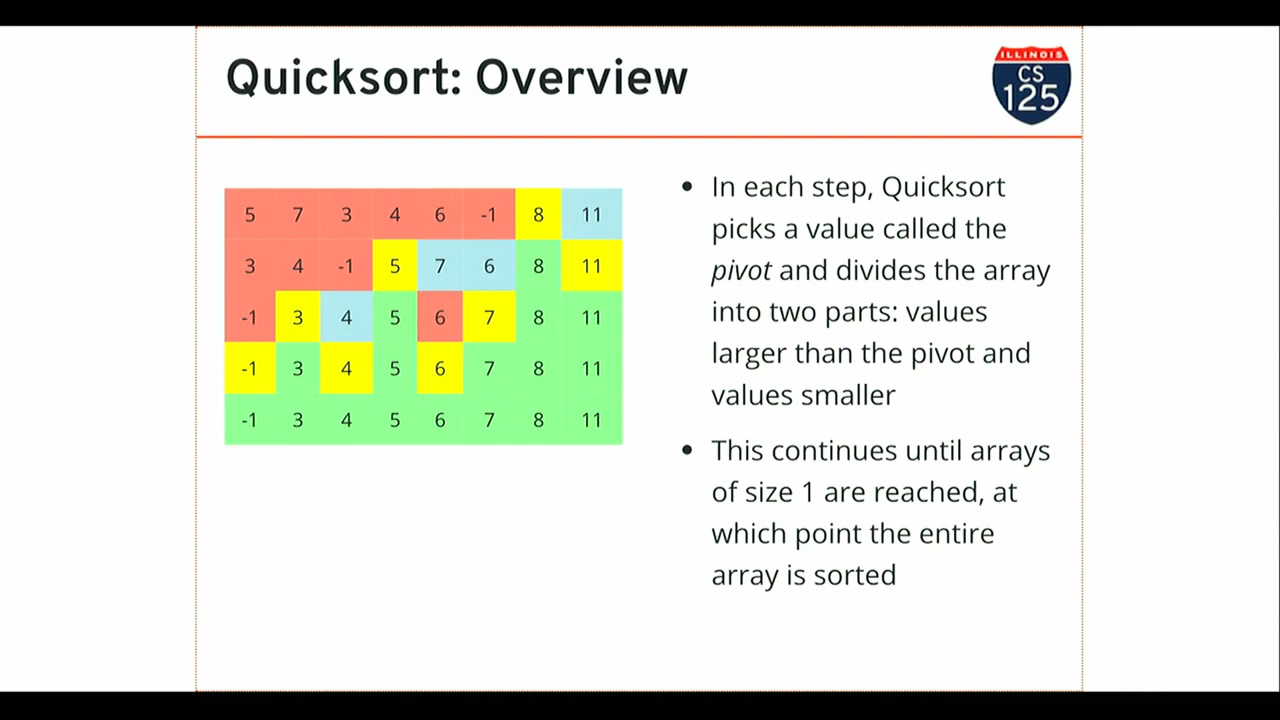 Quicksort: Overview
ILLINOIS
CS
125
5 7 3 4 6 -1 8 11
3 4 -1 5 7 6 8 11
-1 3 4 5 6 7 8 11
-1 3 4 5 6 7 8 11
-1 3 4 5 6 7 8 11
• In each step, Quicksort
picks a value called the
pivot and divides the array
into two parts: values
larger than the pivot and
values smaller
• This continues until arrays
of size 1 are reached, at
which point the entire
array is sorted